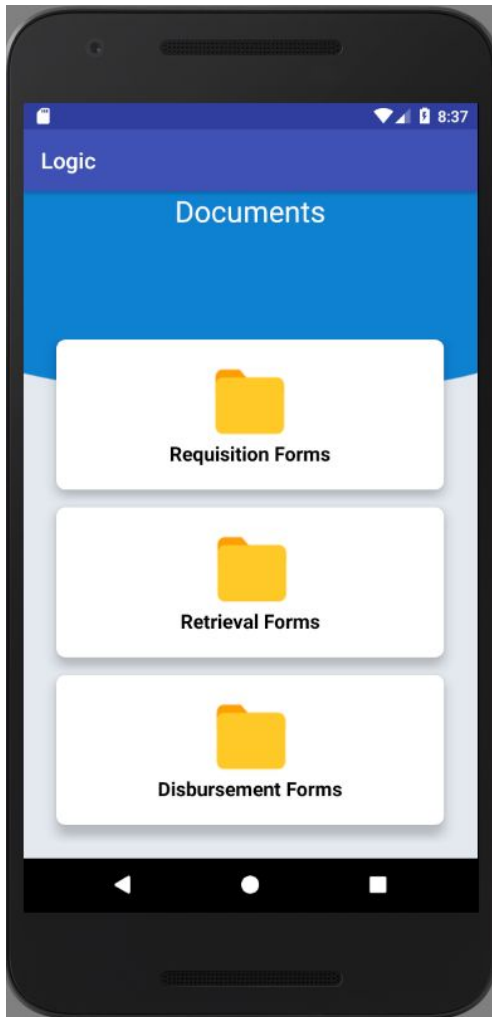 8:37
Logic
Documents
Requisition Forms
Retrieval Forms
Disbursement Forms